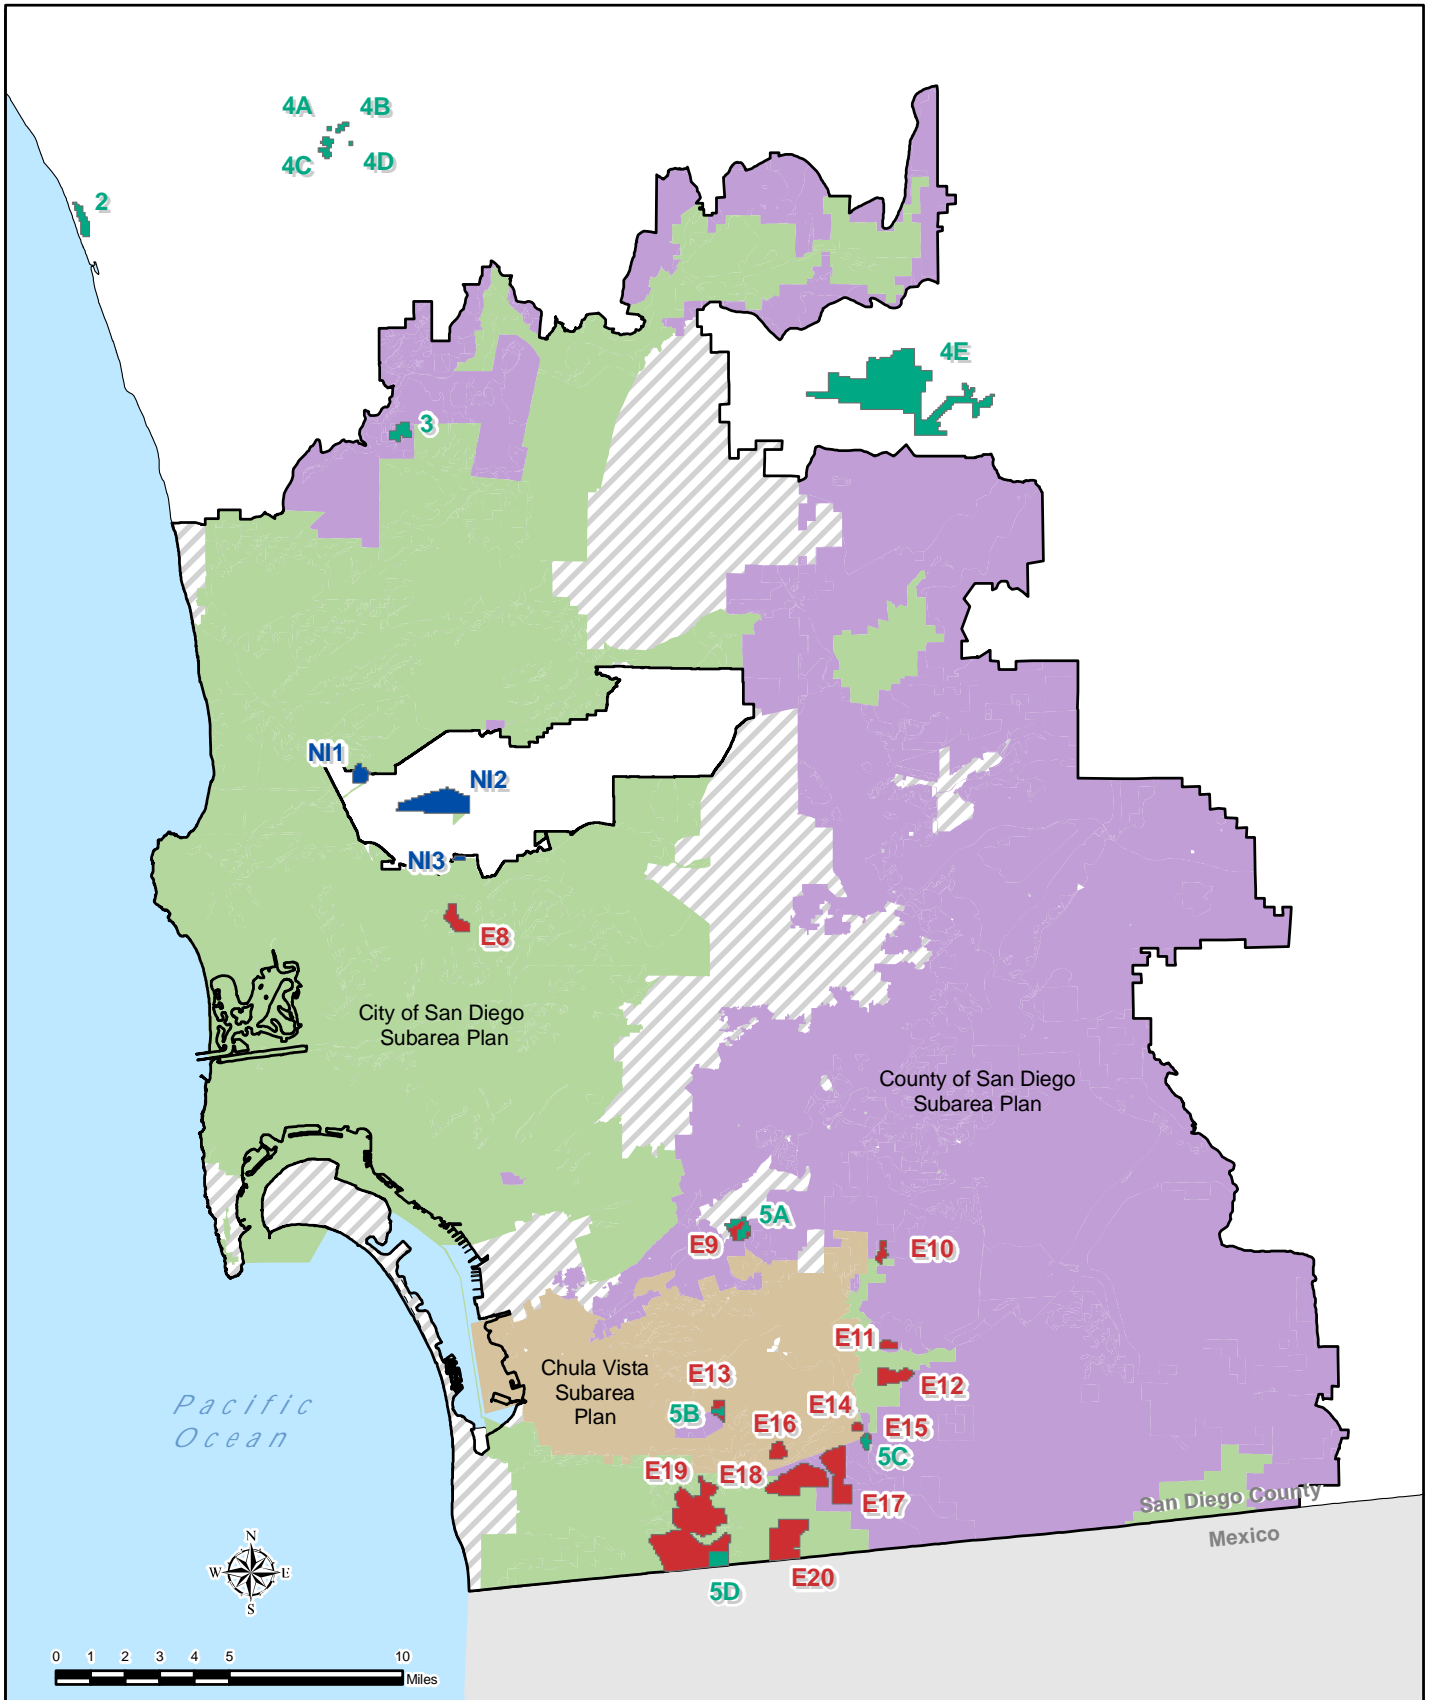 4A
4B
4C
4D
2
4E
3
NI1
NI2
NI3
E8
City of San Diego
Subarea Plan
County of San Diego
Subarea Plan
5A
E9
E10
E11
E12
Chula Vista
Subarea
Plan
E13
5B
E14
E15
E16
5C
E19
E18
E17
Pacific
Ocean
San Diego County
Mexico
E20
5D
N
W
E
S
0 1 2 3 4 5 10
Miles